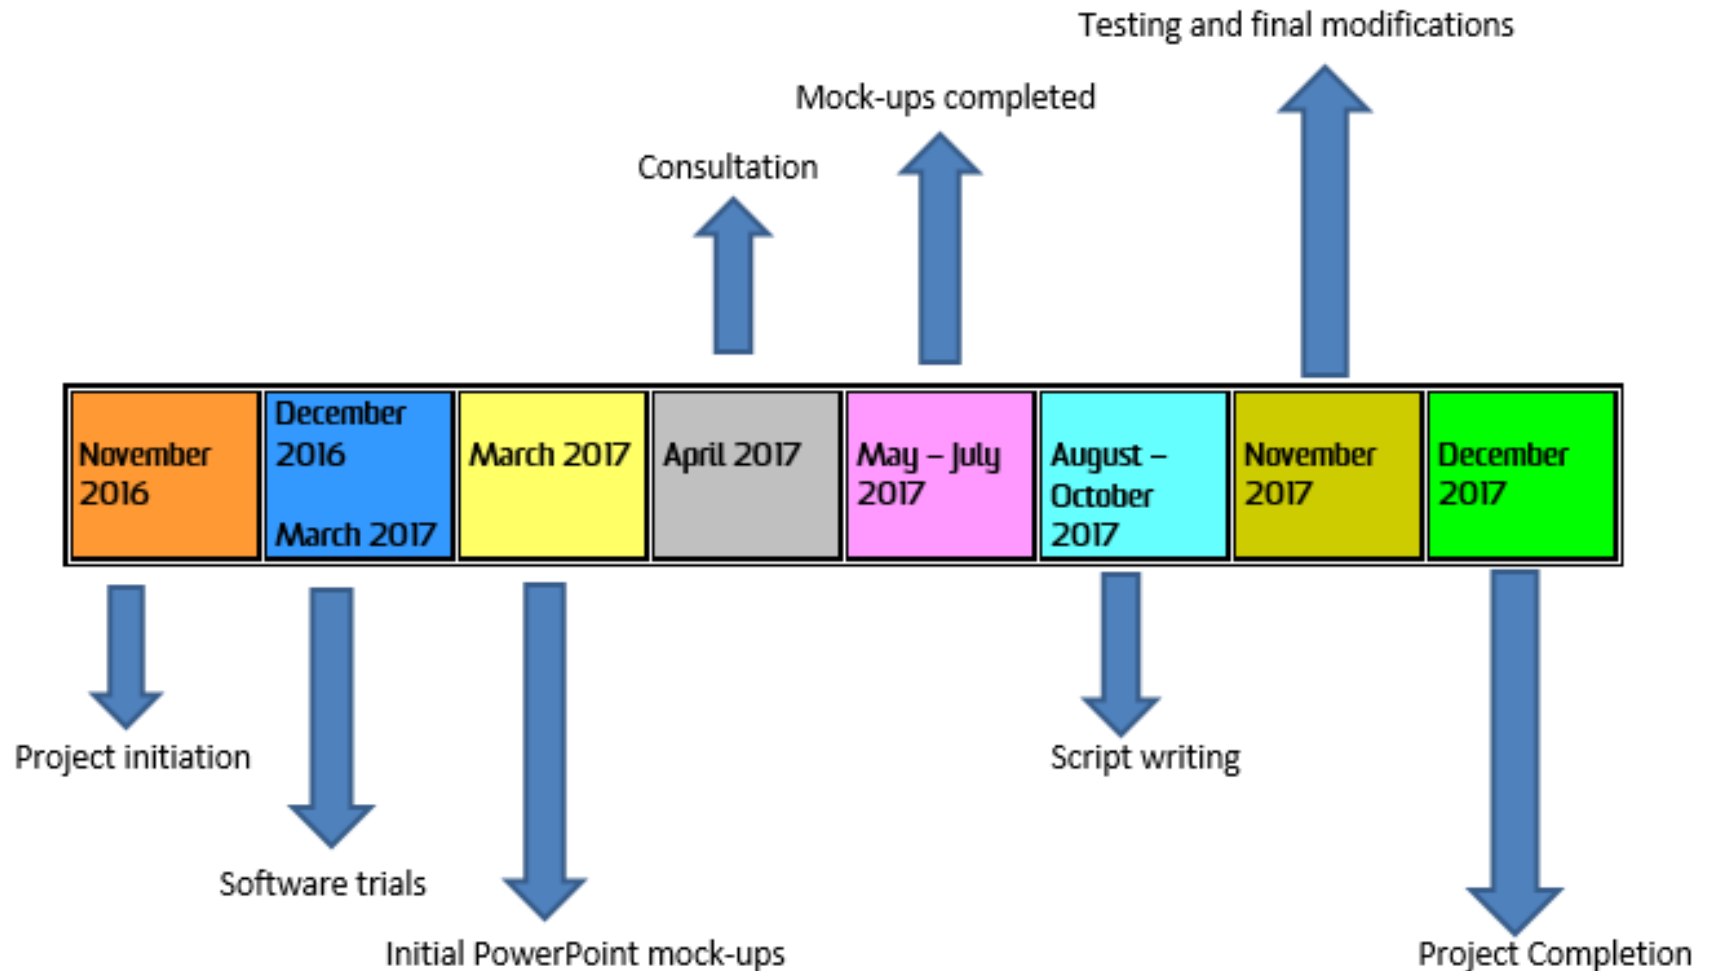 Testing and final modifications
Mock-ups completed
Consultation
November
2016
December
2016
March 2017
March 2017
April 2017
May – July
2017
August –
October
2017
November
2017
December
2017
Project initiation
Script writing
Software trials
Initial PowerPoint mock-ups
Project Completion